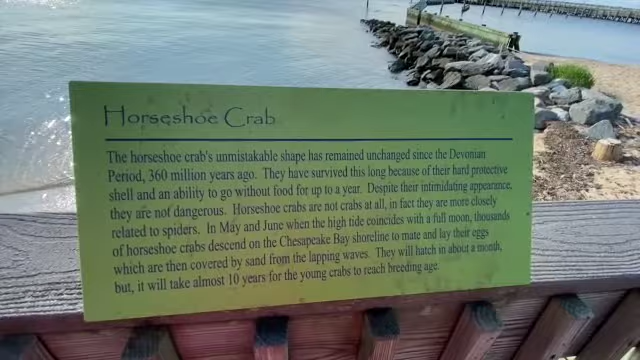 Horseshoe Crab
The horseshoe crab's unmistakable shape has remained unchanged since the Devonian
Period, 360 million years ago. They have survived this long because of their hard protective
shell and an ability to go without food for up to a year. Despite their intimidating appearance,
they are not dangerous. Horseshoe crabs are not crabs at all, in fact they are more closely
related to spiders. In May and June when the high tide coincides with a full moon, thousands
of horseshoe crabs descend on the Chesapeake Bay shoreline to mate and lay their eggs
which are then covered by sand from the lapping waves. They will hatch in about a month,
but, it will take almost 10 years for the young crabs to reach breeding age.